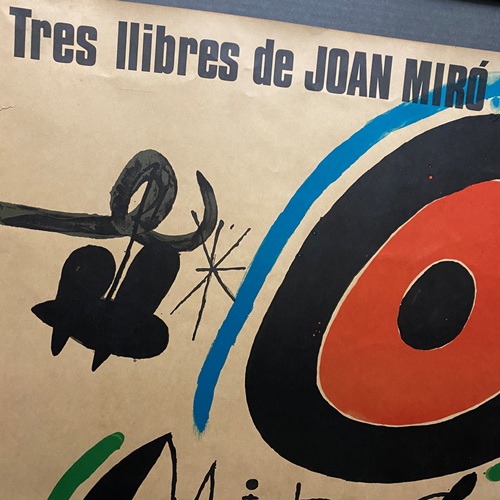 Tres llibres de JOAN MIRÓ